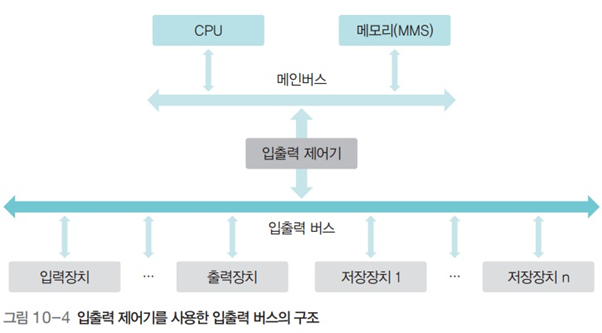 CPU
메모리(MMS)
메인버스
입출력 제어기
입출력 버스
입력장치
...
출력장치
저장장치 1
...
저장장치 n
그림 10-4 입출력 제어기를 사용한 입출력 버스의 구조